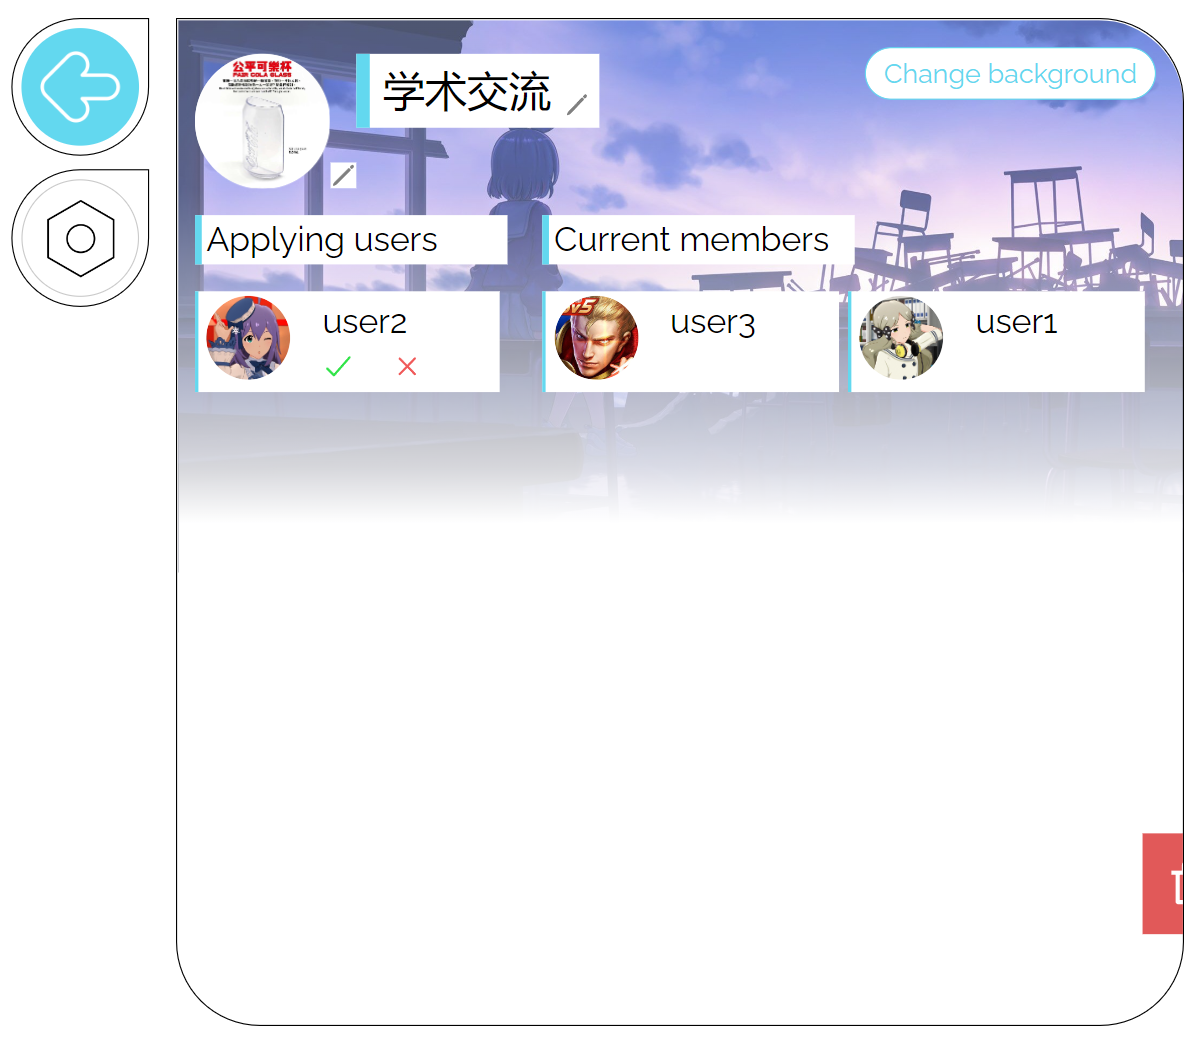 公平可樂杯
FAIR COLA GLASS
学术交流
Change background
Applying users
Current members
user2
user3
user1